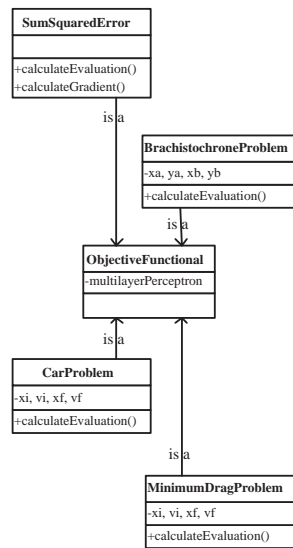 SumSquaredError
+calculateEvaluation()
+calculateGradient()
is a
BrachistochroneProblem
-xa, ya, xb, yb
+calculateEvaluation()
is a
ObjectiveFunctional
-multilayerPerceptron
is a
CarProblem
-xi, vi, xf, vf
+calculateEvaluation()
is a
MinimumDragProblem
-xi, vi, xf, vf
+calculateEvaluation()